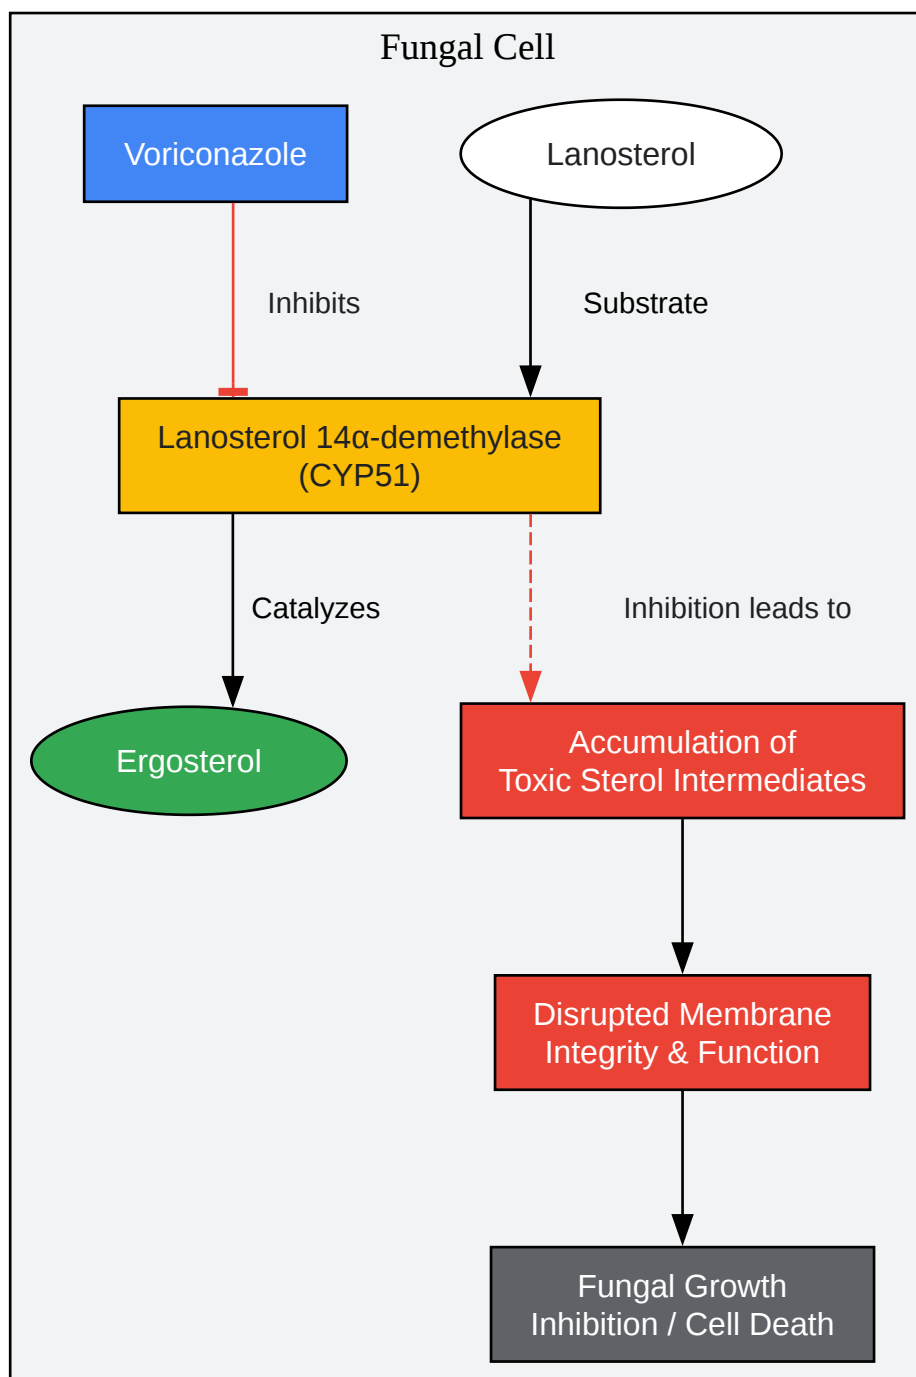 Fungal Cell
Voriconazole
Lanosterol
Inhibits
Substrate
Lanosterol 14α-demethylase
(CYP51)
Catalyzes
Inhibition leads to
Ergosterol
Accumulation of
Toxic Sterol Intermediates
Disrupted Membrane
Integrity & Function
Fungal Growth
Inhibition / Cell Death